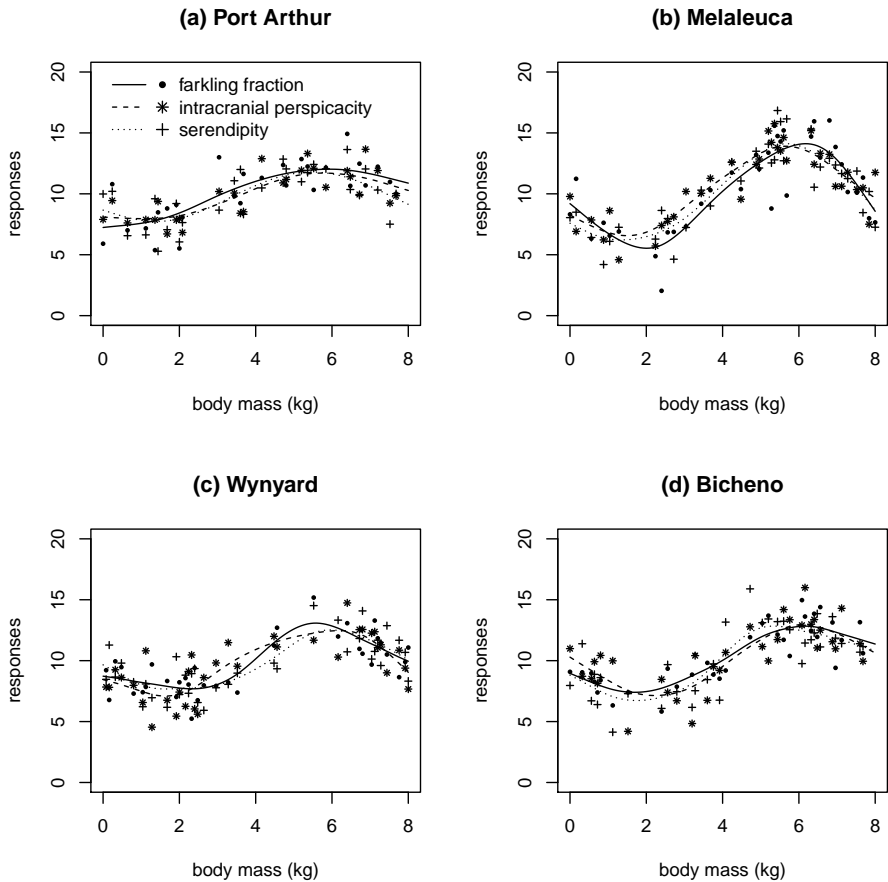 (a) Port Arthur
responses
20
15
10
5
0
farkling fraction
intracranial perspicacity
serendipity
0 2 4 6 8
body mass (kg)
(b) Melaleuca
responses
20
15
10
5
0
0 2 4 6 8
body mass (kg)
(c) Wynyard
responses
20
15
10
5
0
0 2 4 6 8
body mass (kg)
(d) Bicheno
responses
20
15
10
5
0
0 2 4 6 8
body mass (kg)